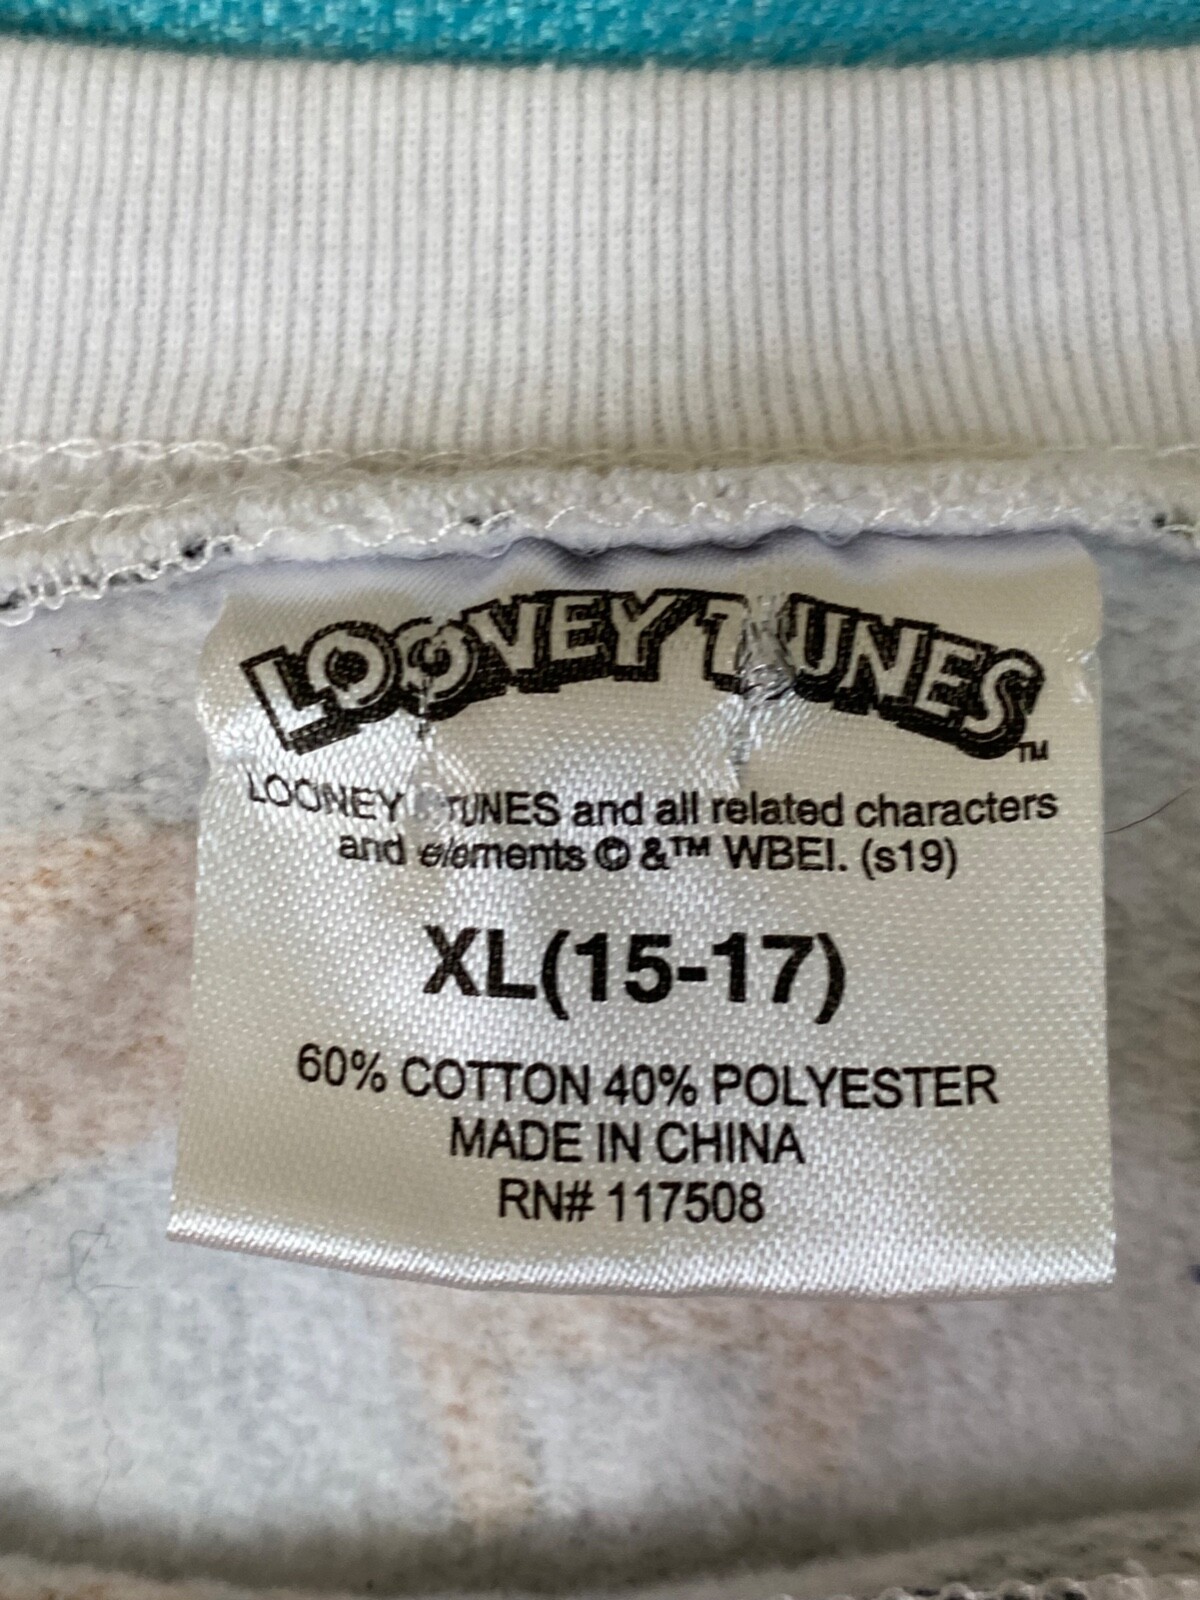 LOONEY TUNES TM
LOONEY TUNES and all related characters
and elements © &™ WBEI. (s19)
XL(15-17)
60% COTTON 40% POLYESTER
MADE IN CHINA
RN# 117508